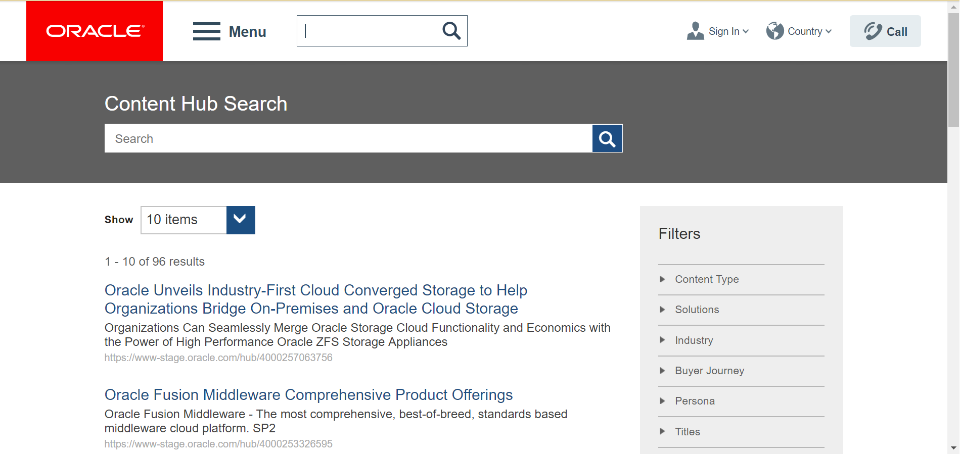 ORACLE®
Menu
Sign In
Country
Call
Content Hub Search
Search
Show
10 items
1 - 10 of 96 results
Oracle Unveils Industry-First Cloud Converged Storage to Help
Organizations Bridge On-Premises and Oracle Cloud Storage
Organizations Can Seamlessly Merge Oracle Storage Cloud Functionality and Economics with
the Power of High Performance Oracle ZFS Storage Appliances
https://www-stage.oracle.com/hub/4000257063756
Oracle Fusion Middleware Comprehensive Product Offerings
Oracle Fusion Middleware - The most comprehensive, best-of-breed, standards based
middleware cloud platform. SP2
https://www-stage.oracle.com/hub/4000253326595
Filters
Content Type
Solutions
Industry
Buyer Journey
Persona
Titles